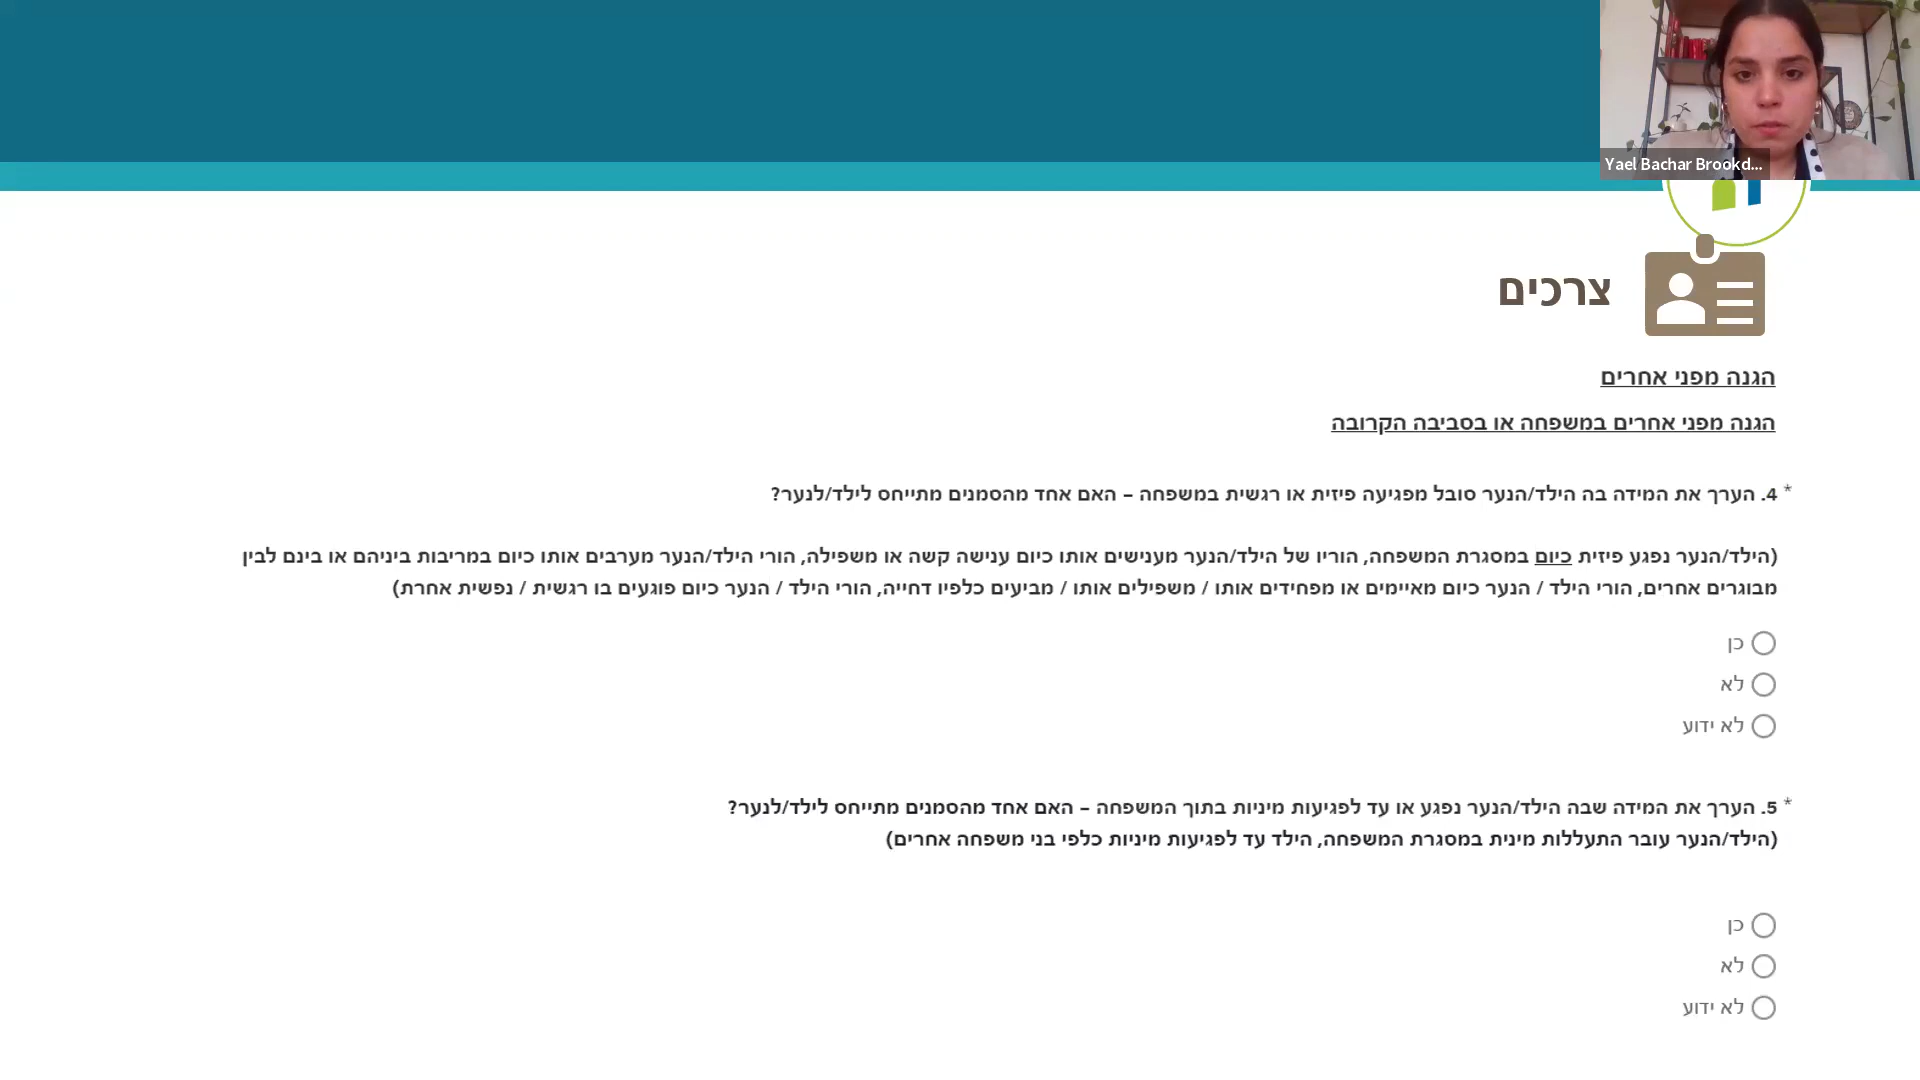 Yael Bachar Brookd...
צרכים
הגנה מפני אחרים
הגנה מפני אחרים במשפחה או בסביבה הקרובה
* 4. הערך את המידה בה הילד/הנער סובל מפגיעה פיזית או רגשית במשפחה – האם אחד מהסמנים מתייחס לילד/לנער?
(הילד/הנער נפגע פיזית כיום במסגרת המשפחה, הוריו של הילד/הנער מענישים אותו כיום ענישה קשה או משפילה, הורי הילד/הנער מערבים אותו כיום במריבות ביניהם או בינם לבין
מבוגרים אחרים, הורי הילד / הנער כיום מאיימים או מפחידים אותו / משפילים אותו / מביעים כלפיו דחייה, הורי הילד / הנער כיום פוגעים בו רגשית / נפשית אחרת)
כן
לא
לא ידוע
* 5. הערך את המידה שבה הילד/הנער נפגע או עד לפגיעות מיניות בתוך המשפחה – האם אחד מהסמנים מתייחס לילד/לנער?
(הילד/הנער עובר התעללות מינית במסגרת המשפחה, הילד עד לפגיעות מיניות כלפי בני משפחה אחרים)
כן
לא
לא ידוע